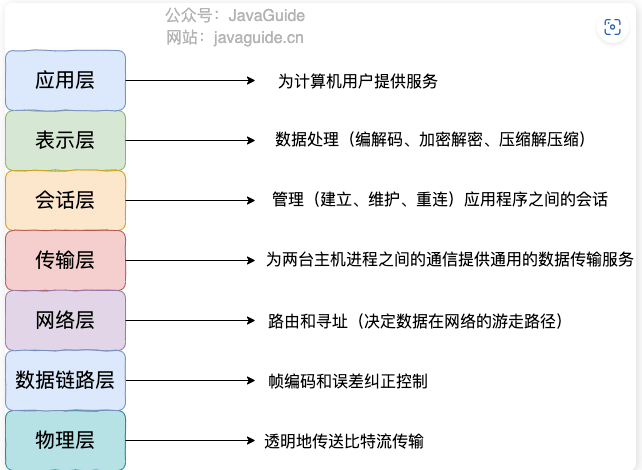 公众号：JavaGuide
网站：javaguide.cn
应用层 为计算机用户提供服务
表示层 数据处理（编解码、加密解密、压缩解压缩）
会话层 管理（建立、维护、重连）应用程序之间的会话
传输层 为两台主机进程之间的通信提供通用的数据传输服务
网络层 路由和寻址（决定数据在网络的游走路径）
数据链路层 帧编码和误差纠正控制
物理层 透明地传送比特流传输